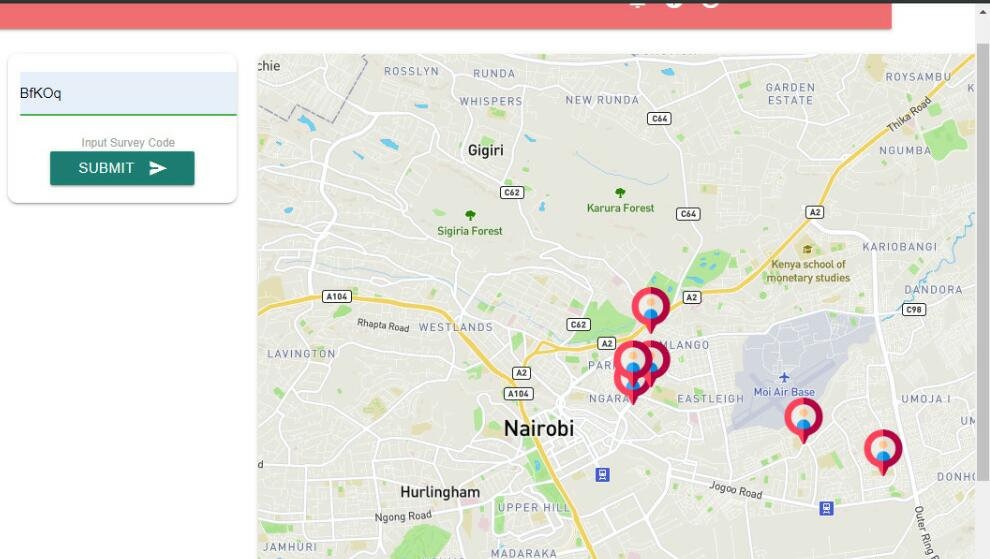 BfKOq
Input Survey Code
SUBMIT
chie
ROSSLYN
RUNDA
ROYSAMBU
GARDEN
ESTATE
WHISPERS
NEW RUNDA
K
C64
Thika Road
Gigiri
NGUMBA
C62
Karura Forest
C64
A2
Sigiria Forest
KARIOBANGI
Kenya school of
monetary studies
DANDORA
A104
A2
C98
Rhapta Road
WESTLANDS
C62
A2
MLANGO
LAVINGTON
PAR
A2
Moi Air Base
A104
NGARA
EASTLEIGH
UMOJA I
Nairobi
UM
d
DONHO
Jogoo Road
Hurlingham
UPPER HILL
Ngong Road
Outer Ring R
JAMHURI
MADARAKA